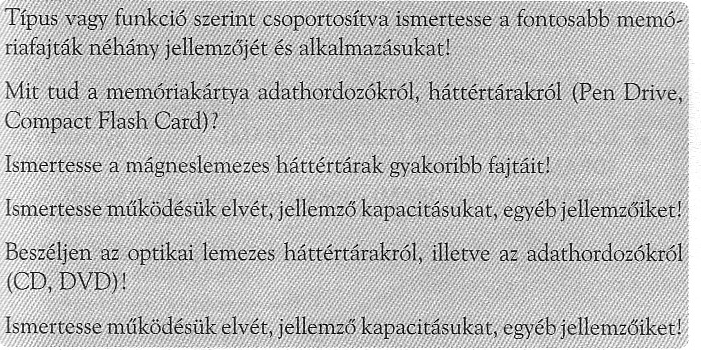 Típus vagy funkció szerint csoportosítva ismertesse a fontosabb memó-
riafajták néhány jellemzőjét és alkalmazásukat!
Mit tud a memóriakártya adathordozókról, háttértárakról (Pen Drive,
Compact Flash Card)?
Ismertesse a mágneslemezes háttértárak gyakoribb fajtáit!
Ismertesse működésük elvét, jellemző kapacitásukat, egyéb jellemzőiket!
Beszéljen az optikai lemezes háttértárakról, illetve az adathordozókról
(CD, DVD)!
Ismertesse működésük elvét, jellemző kapacitásukat, egyéb jellemzőiket!